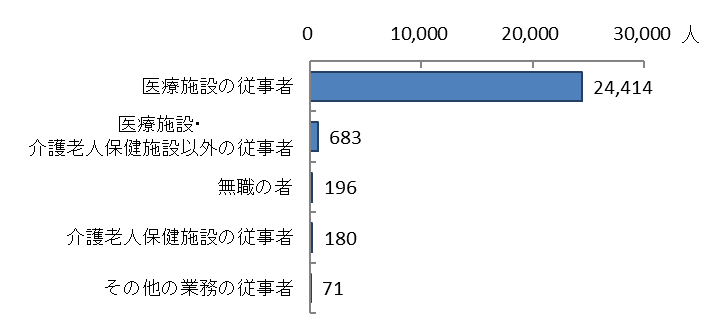 0 10,000 20,000 30,000 人
医療施設の従事者 24,414
医療施設・
介護老人保健施設以外の従事者 683
無職の者 196
介護老人保健施設の従事者 180
その他の業務の従事者 71